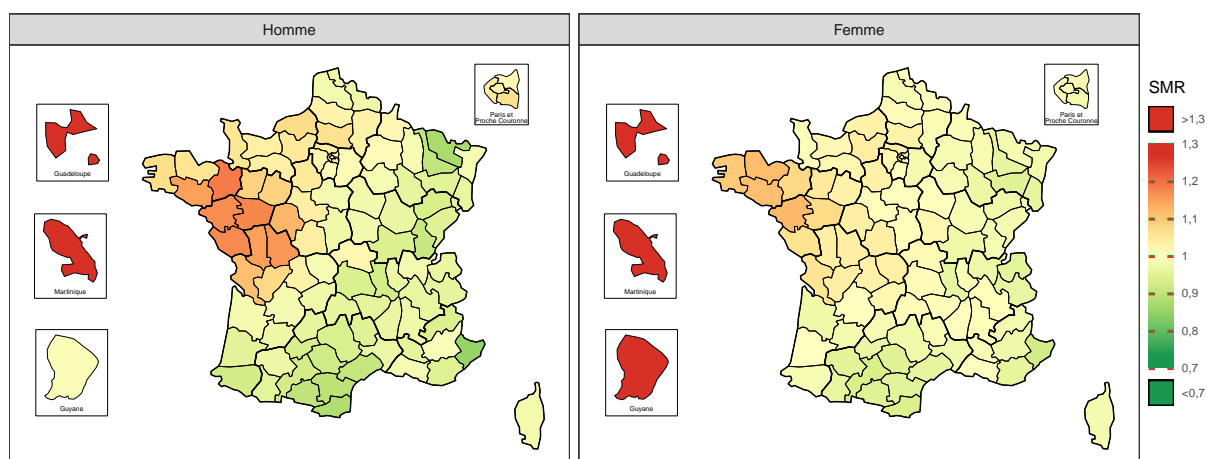 Homme
Femme
Guadeloupe
Martinique
Guyane
Paris et
Proche Couronne
Guadeloupe
Martinique
Guyane
Paris et
Proche Couronne
SMR
>1,3
1,3
1,2
1,1
1
0,9
0,8
0,7
<0,7